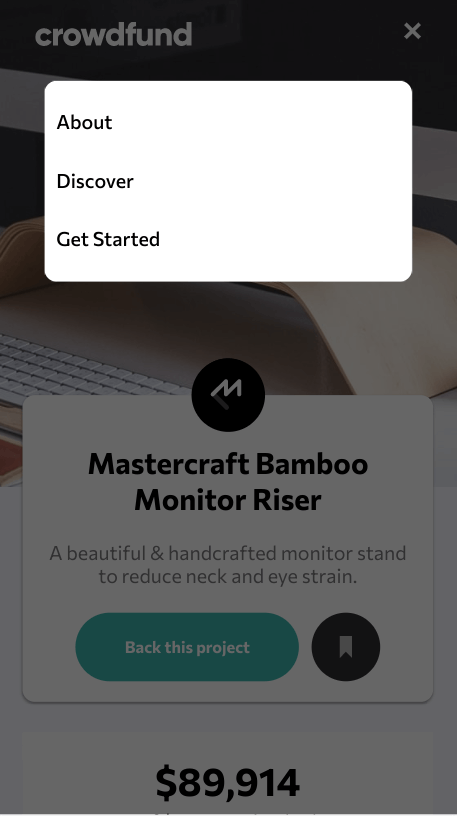 crowdfund
About
Discover
Get Started
Mastercraft Bamboo
Monitor Riser
A beautiful & handcrafted monitor stand
to reduce neck and eye strain.
Back this project
$89,914